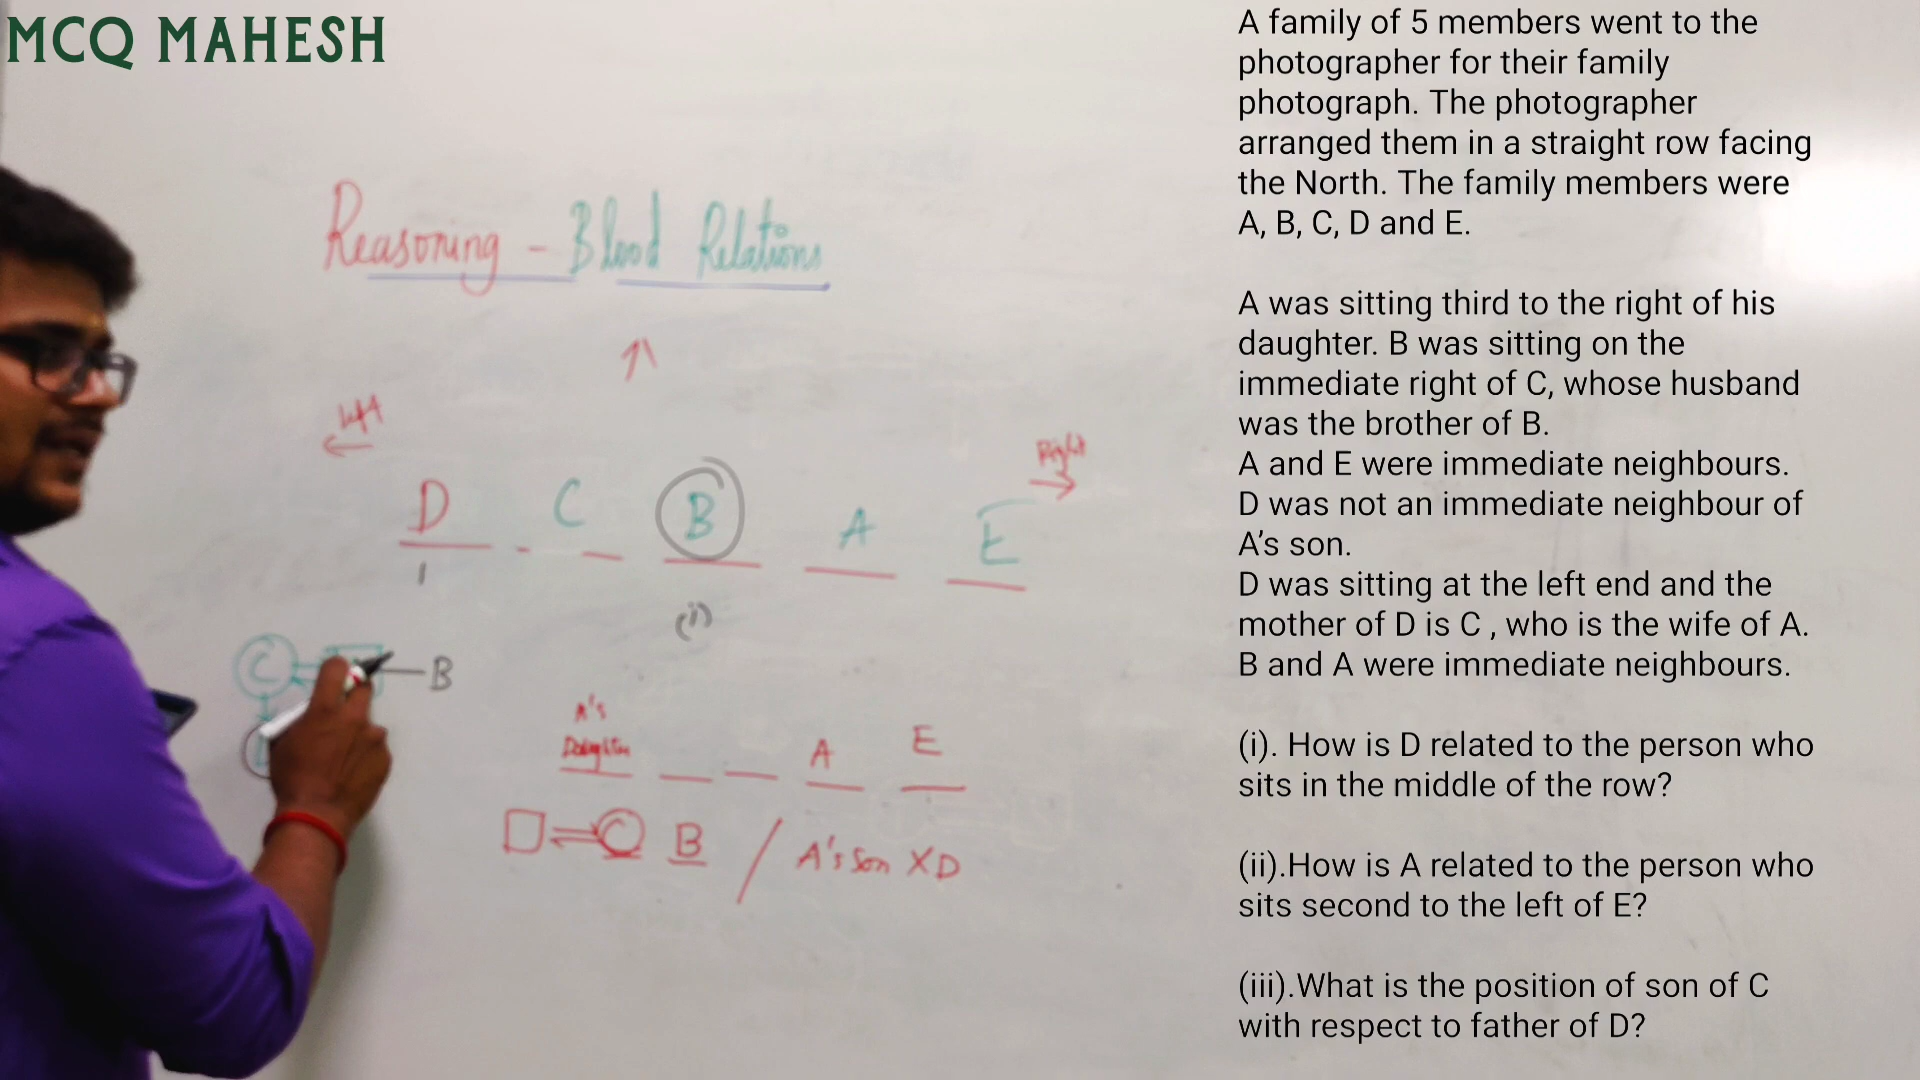 MCQ MAHESH
A family of 5 members went to the
photographer for their family
photograph. The photographer
arranged them in a straight row facing
the North. The family members were
A, B, C, D and E.
A was sitting third to the right of his
daughter. B was sitting on the
immediate right of C, whose husband
was the brother of B.
A and E were immediate neighbours.
D was not an immediate neighbour of
A's son.
D was sitting at the left end and the
mother of D is C , who is the wife of A.
B and A were immediate neighbours.
(i). How is D related to the person who
sits in the middle of the row?
(ii).How is A related to the person who
sits second to the left of E?
(iii).What is the position of son of C
with respect to father of D?
Reasoning - Blood Relations
left
Right
D C B A E
1
(i)
C B
A's
Daughter A E
C B / A's Son X D